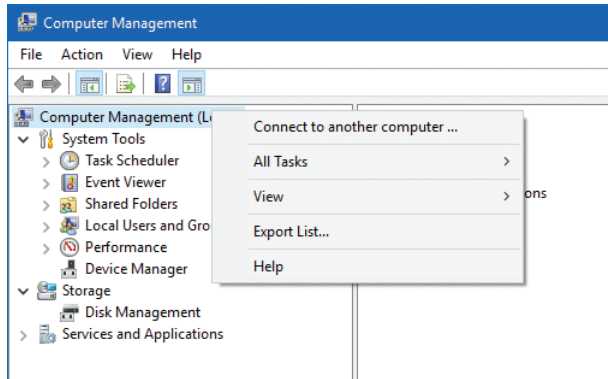 Computer Management
File Action View Help
Computer Management (L
System Tools
Task Scheduler
Event Viewer
Shared Folders
Local Users and Gro
Performance
Device Manager
Storage
Disk Management
Services and Applications
Connect to another computer ...
All Tasks
View
Export List...
Help
ons